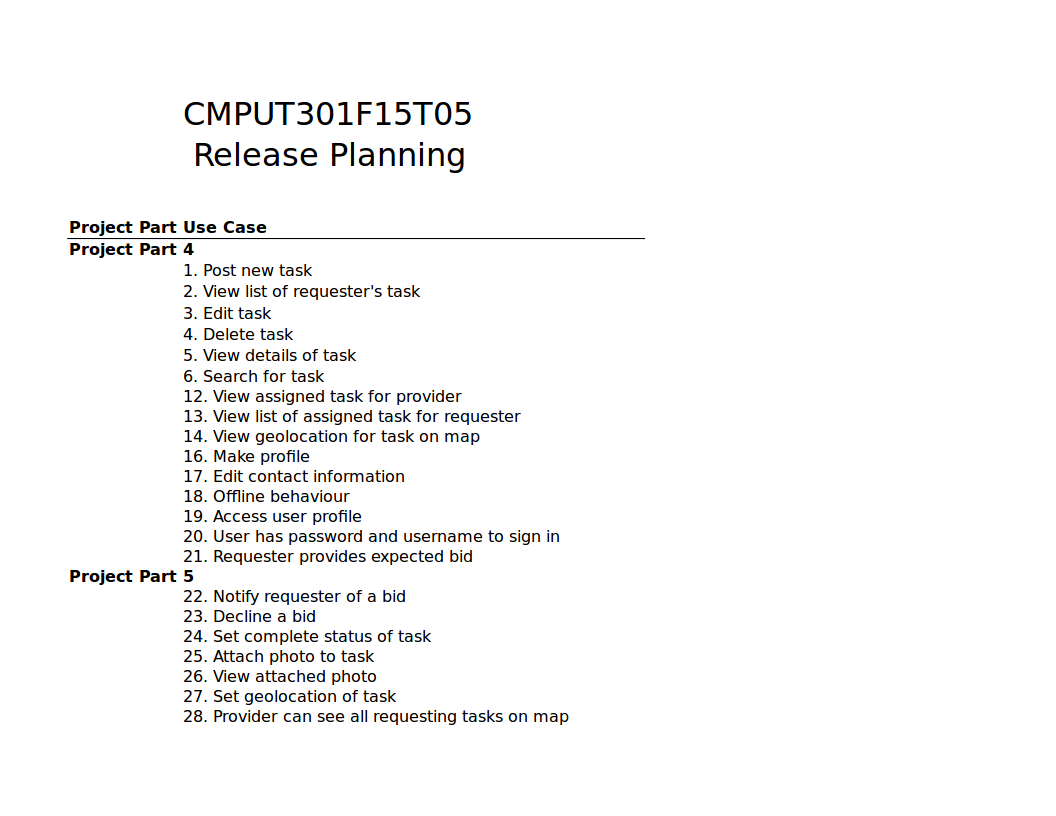 CMPUT301F15T05
Release Planning
Project Part Use Case
Project Part 4
1. Post new task
2. View list of requester's task
3. Edit task
4. Delete task
5. View details of task
6. Search for task
12. View assigned task for provider
13. View list of assigned task for requester
14. View geolocation for task on map
16. Make profile
17. Edit contact information
18. Offline behaviour
19. Access user profile
20. User has password and username to sign in
21. Requester provides expected bid
Project Part 5
22. Notify requester of a bid
23. Decline a bid
24. Set complete status of task
25. Attach photo to task
26. View attached photo
27. Set geolocation of task
28. Provider can see all requesting tasks on map